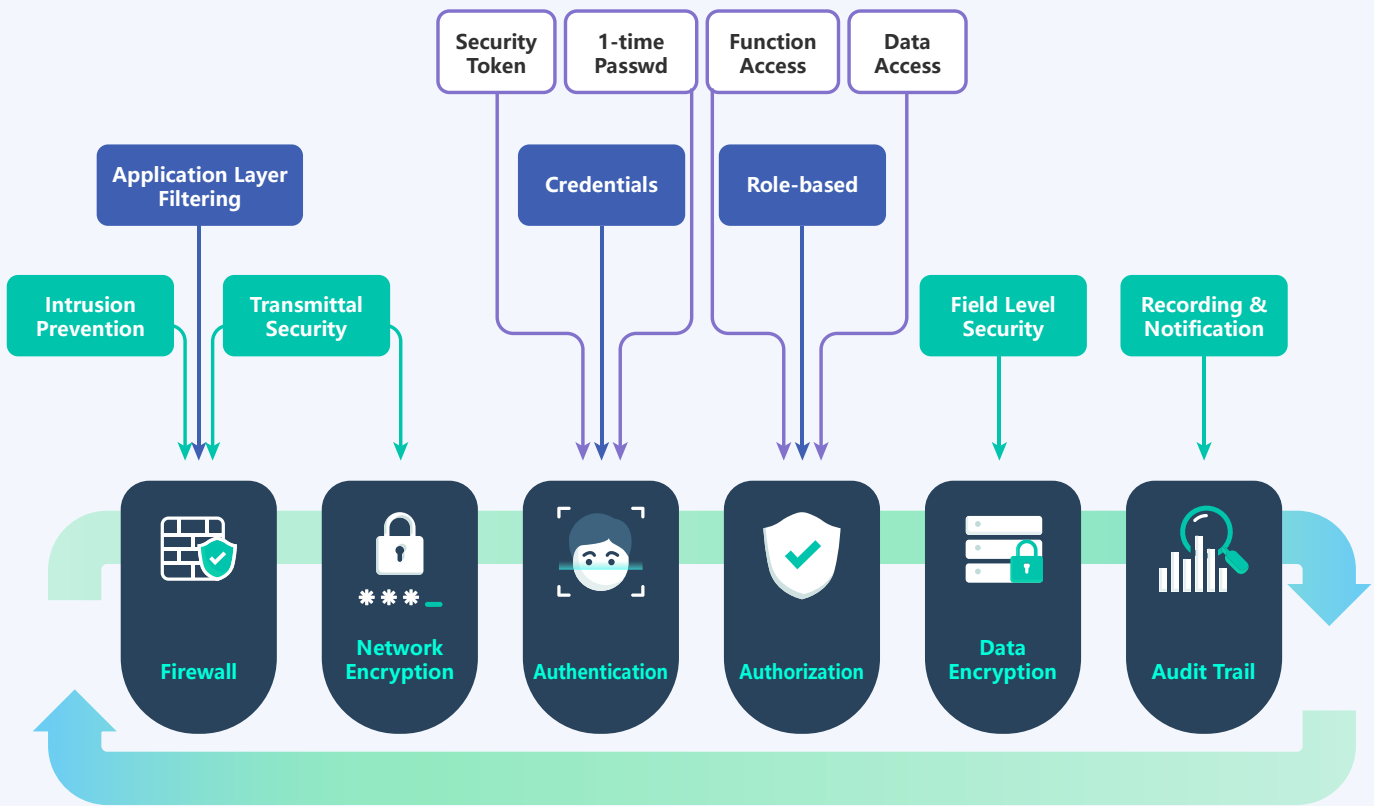 Security
Token
1-time
Passwd
Function
Access
Data
Access
Application Layer
Filtering
Credentials
Role-based
Intrusion
Prevention
Transmittal
Security
Field Level
Security
Recording &
Notification
Firewall
Network
Encryption
Authentication
Authorization
Data
Encryption
Audit Trail